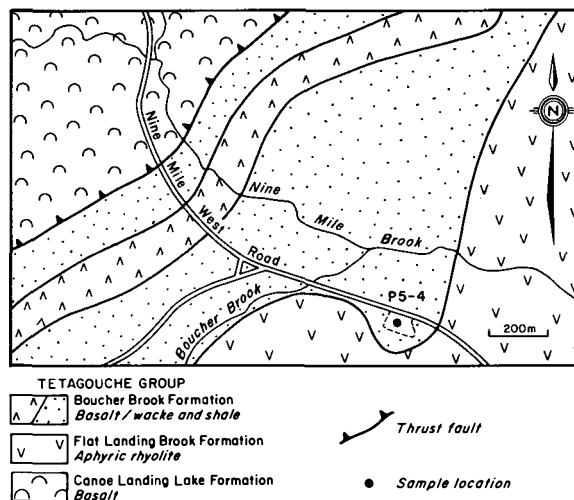 N
Nine
Mile
West
Road
Nine
Mile
Brook
Boucher Brook
P5-4
200m
TETAGOUCHE GROUP
Boucher Brook Formation
Basalt / wacke and shale
Flat Landing Brook Formation
Aphyric rhyolite
Canoe Landing Lake Formation
Basalt
Thrust fault
Sample location